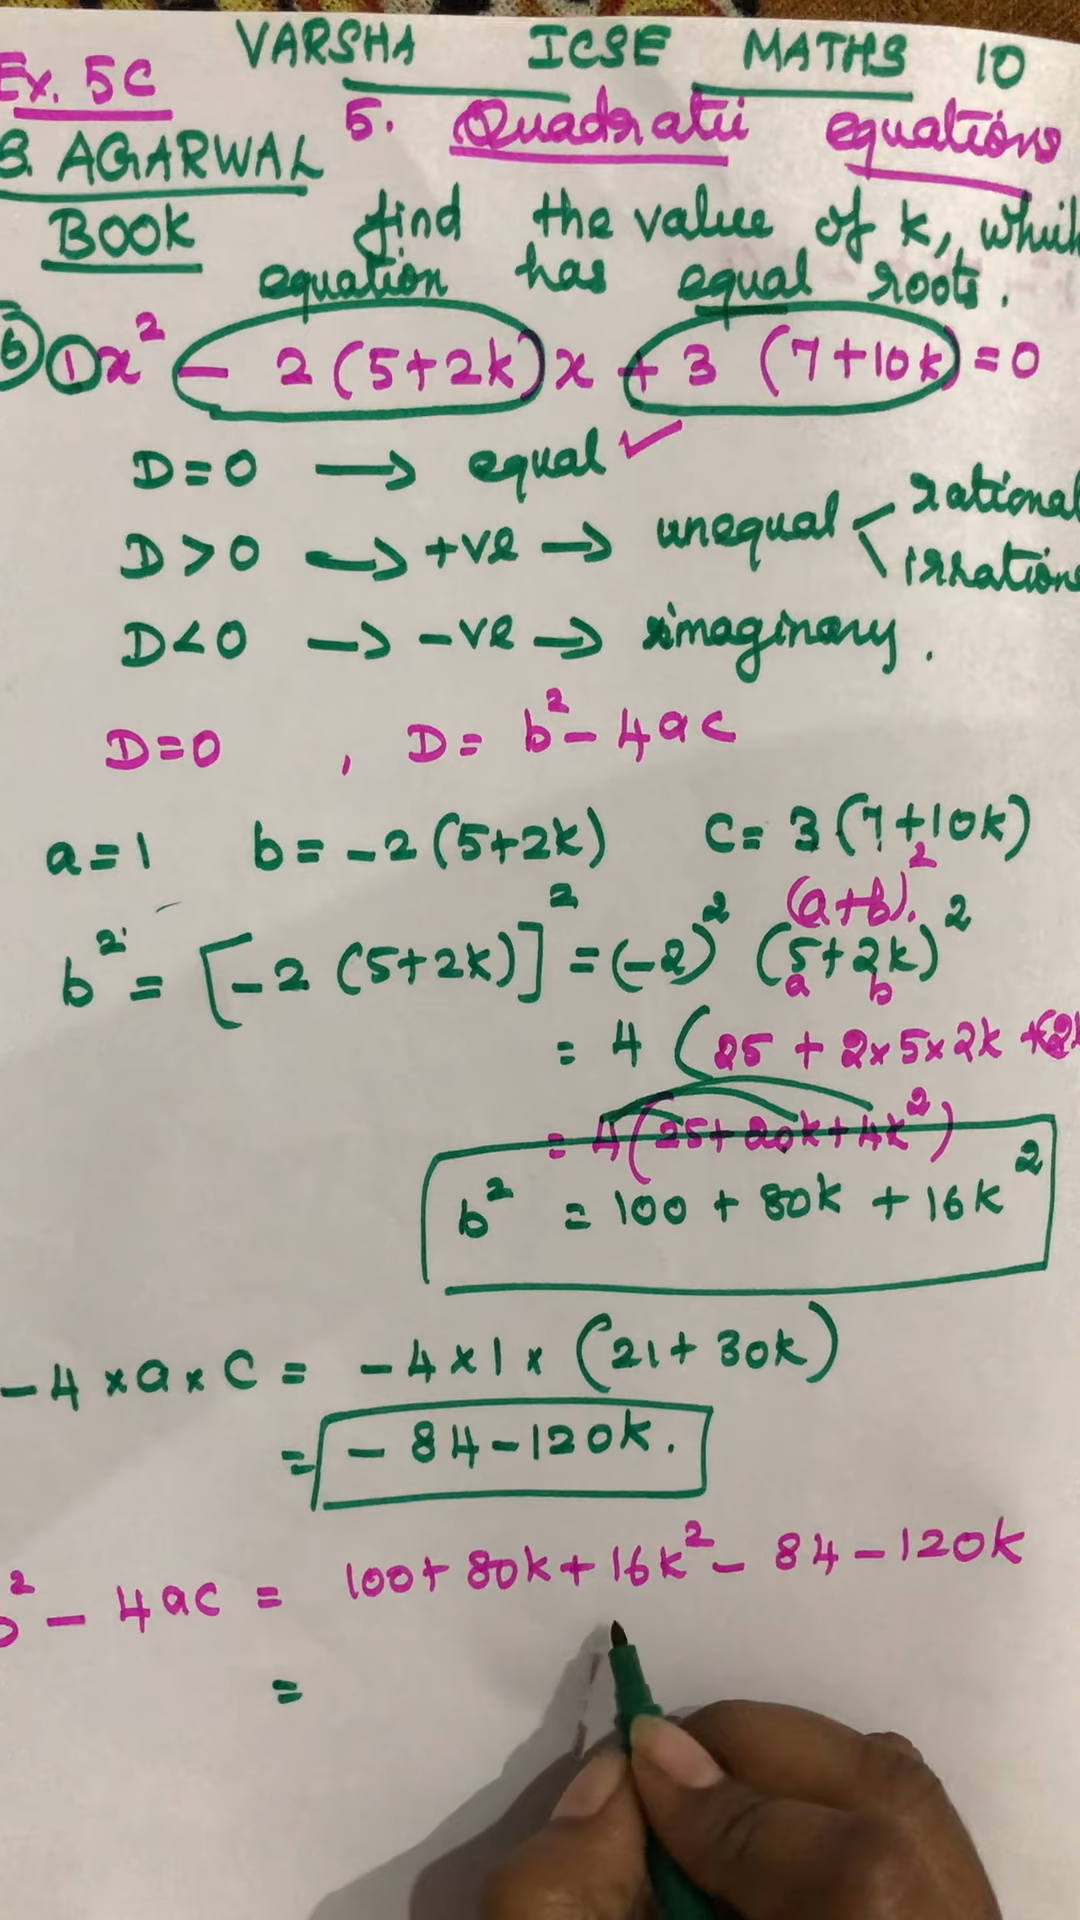 VARSHA ICSE MATHS 10
Ex. 5C
5. Quadratic equations
AGARWAL
BOOK
find the value of k, which
equation has equal roots.
① x² - 2(5+2k)x + 3(7+10k) = 0
D=0 → equal ✓
D>0 → +ve → unequal < rational
irration
D<0 → -ve → imaginary.
D=0 , D= b²-4ac
a=1 b= -2(5+2k) c= 3(7+10k)
(a+b)²
b² = [-2(5+2k)]² = (-2)² (5+2k)²
a b
= 4 (25 + 2×5×2k + (2k
= 4(25+20k+4k²)
b² = 100 + 80k + 16k²
-4 × a × c = -4×1× (21+30k)
= -84-120k.
b² - 4ac = 100+80k+16k²-84-120k
=